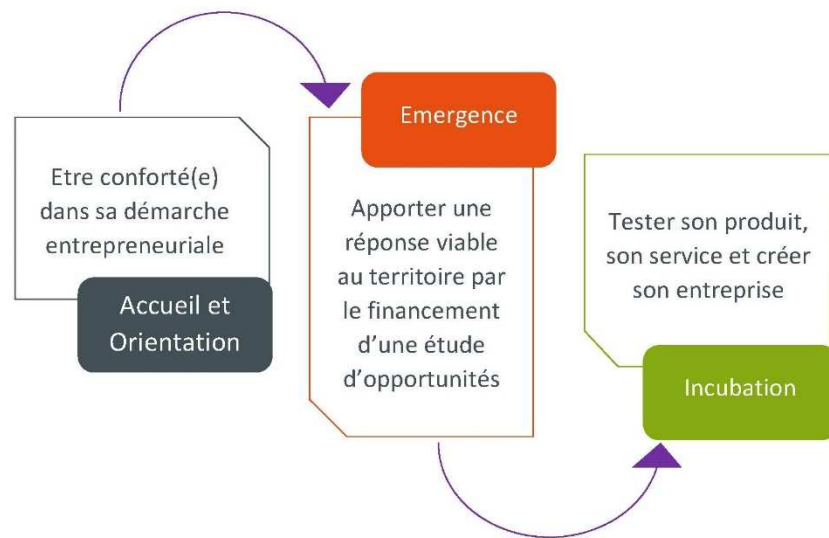 Etre conforté(e)
dans sa démarche
entrepreneuriale
Accueil et
Orientation
Emergence
Apporter une
réponse viable
au territoire par
le financement
d’une étude
d’opportunités
Tester son produit,
son service et créer
son entreprise
Incubation